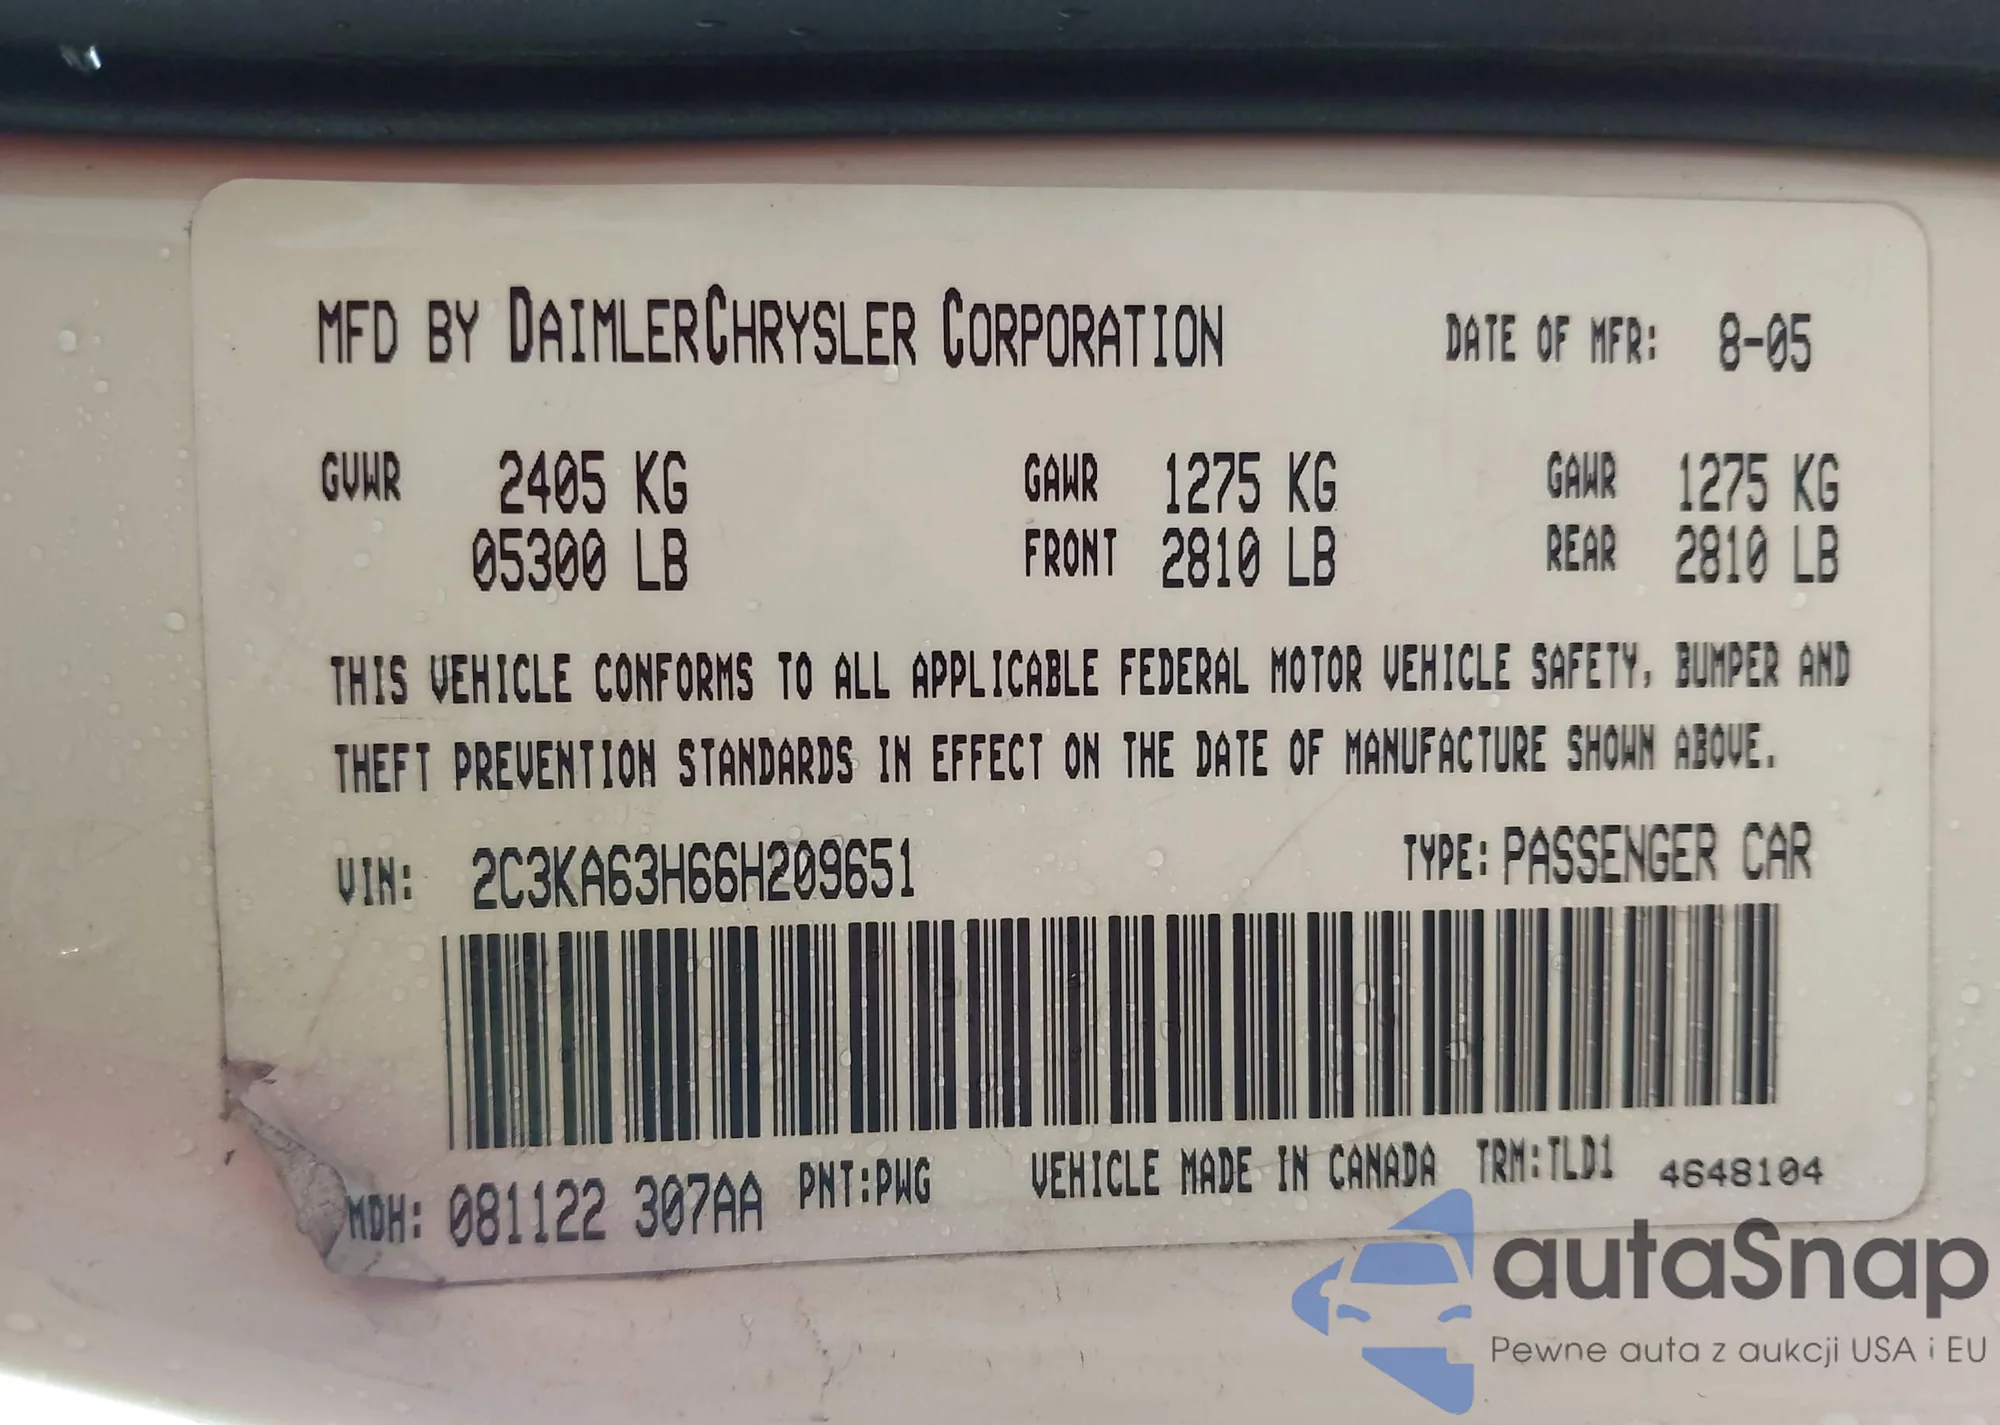 MFD BY DAIMLERCHRYSLER CORPORATION DATE OF MFR: 8-05
GVWR 2405 KG GAWR 1275 KG GAWR 1275 KG
05300 LB FRONT 2810 LB REAR 2810 LB
THIS VEHICLE CONFORMS TO ALL APPLICABLE FEDERAL MOTOR VEHICLE SAFETY, BUMPER AND
THEFT PREVENTION STANDARDS IN EFFECT ON THE DATE OF MANUFACTURE SHOWN ABOVE.
VIN: 2C3KA63H66H209651 TYPE: PASSENGER CAR
MDH: 081122 307AA PNT:PWG VEHICLE MADE IN CANADA TRM:TLD1 4648104
autaSnap
Pewne auta z aukcji USA i EU